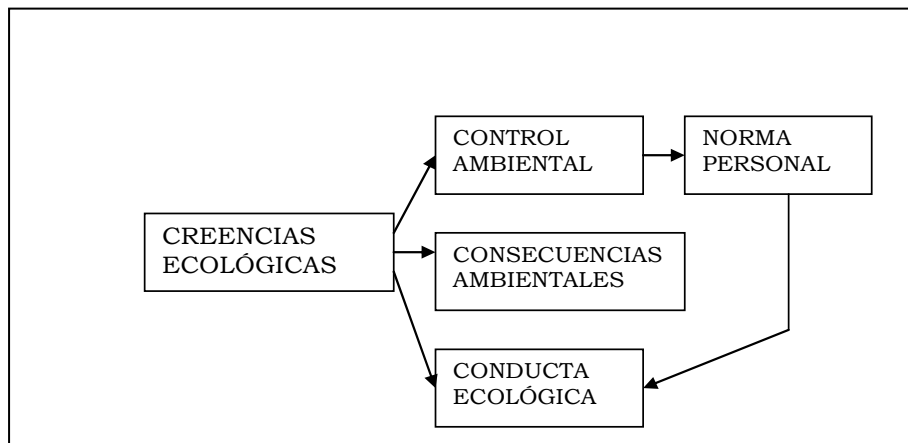 CONTROL
AMBIENTAL
NORMA
PERSONAL
CREENCIAS
ECOLÓGICAS
CONSECUENCIAS
AMBIENTALES
CONDUCTA
ECOLÓGICA